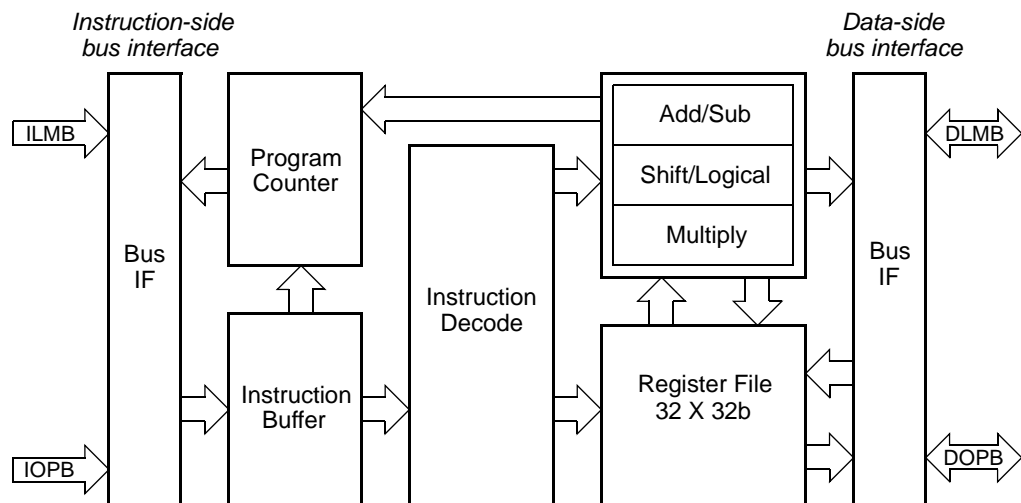 Instruction-side
bus interface
Data-side
bus interface
ILMB
Program
Counter
Add/Sub
Shift/Logical
Multiply
DLMB
Bus
IF
Instruction
Decode
Bus
IF
Instruction
Buffer
Register File
32 X 32b
IOPB
DOPB